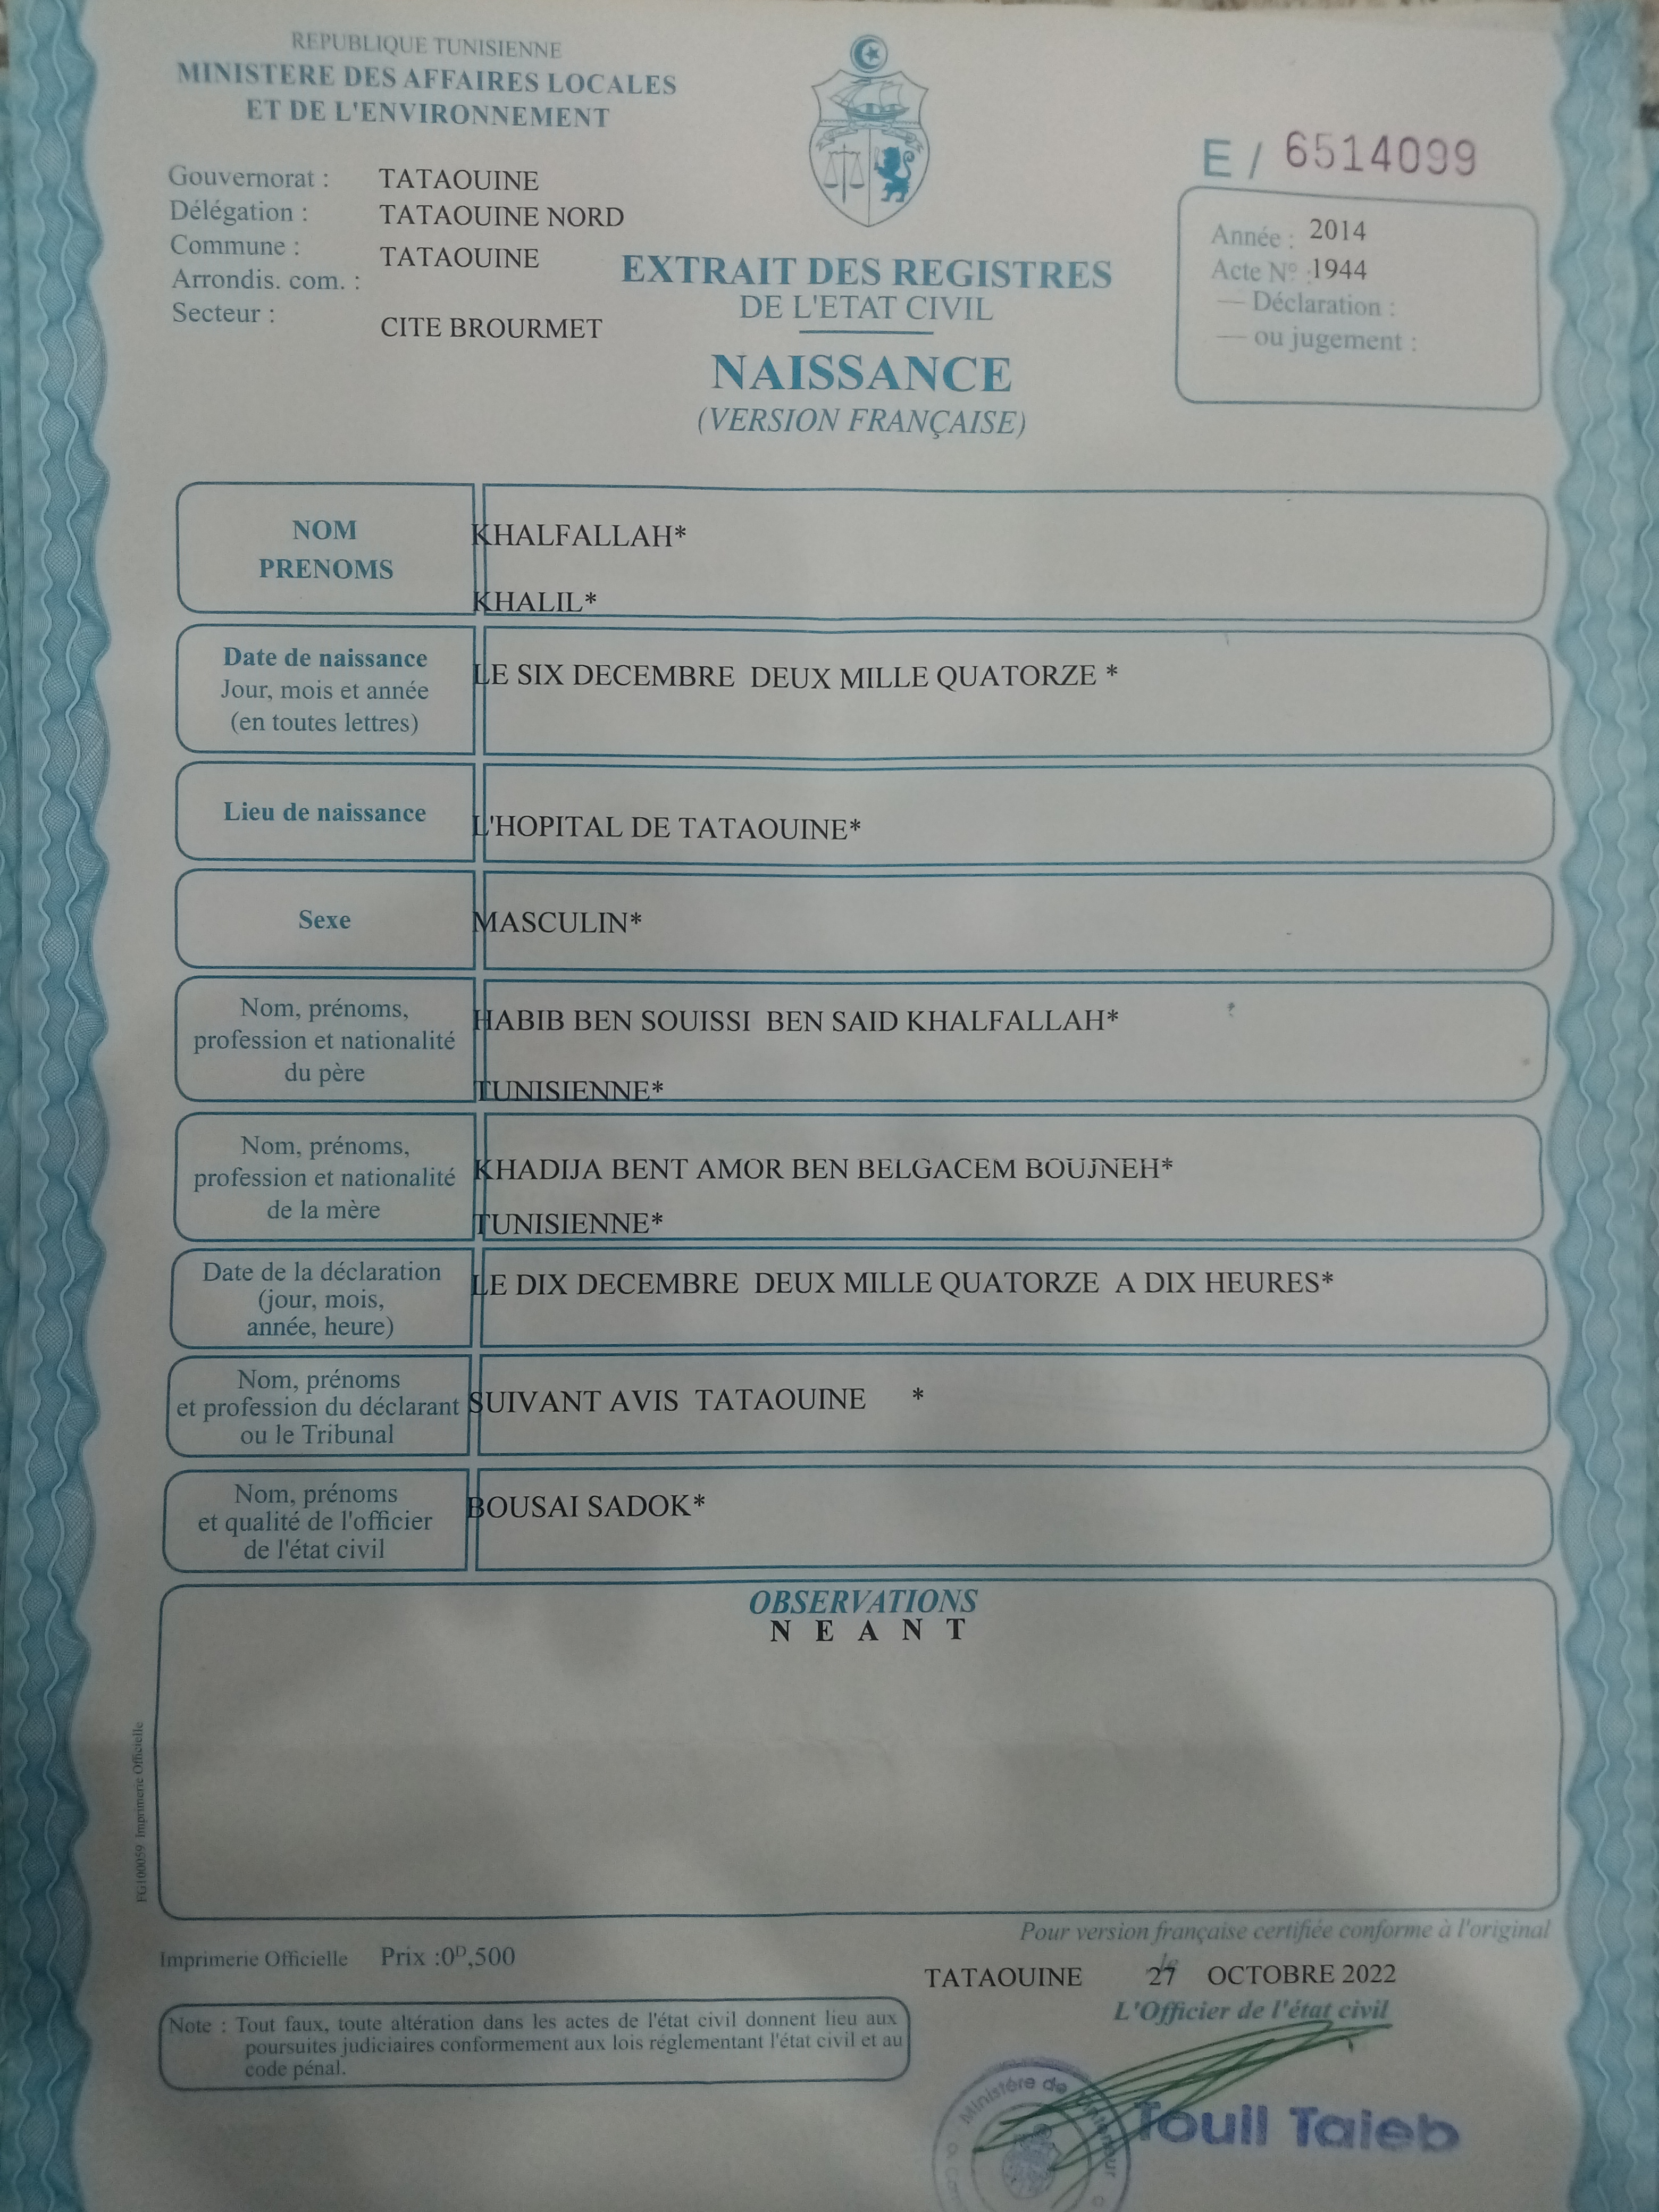 REPUBLIQUE TUNISIENNE
MINISTERE DES AFFAIRES LOCALES
ET DE L'ENVIRONNEMENT
Gouvernorat : TATAOUINE
Délégation : TATAOUINE NORD
Commune : TATAOUINE
Arrondis. com. :
Secteur : CITE BROURMET
E / 6514099
Année : 2014
Acte N° : 1944
— Déclaration :
— ou jugement :
EXTRAIT DES REGISTRES
DE L'ETAT CIVIL
NAISSANCE
(VERSION FRANÇAISE)
NOM
PRENOMS
KHALFALLAH*
KHALIL*
Date de naissance
Jour, mois et année
(en toutes lettres)
LE SIX DECEMBRE DEUX MILLE QUATORZE *
Lieu de naissance
L'HOPITAL DE TATAOUINE*
Sexe
MASCULIN*
Nom, prénoms,
profession et nationalité
du père
HABIB BEN SOUISSI BEN SAID KHALFALLAH*
TUNISIENNE*
Nom, prénoms,
profession et nationalité
de la mère
KHADIJA BENT AMOR BEN BELGACEM BOUJNEH*
TUNISIENNE*
Date de la déclaration
(jour, mois,
année, heure)
LE DIX DECEMBRE DEUX MILLE QUATORZE A DIX HEURES*
Nom, prénoms
et profession du déclarant
ou le Tribunal
SUIVANT AVIS TATAOUINE *
Nom, prénoms
et qualité de l'officier
de l'état civil
BOUSAI SADOK*
OBSERVATIONS
N E A N T
FG100059 Imprimerie Officielle
Pour version française certifiée conforme à l'original
Imprimerie Officielle Prix :0ᴰ,500
TATAOUINE le 27 OCTOBRE 2022
L'Officier de l'état civil
Note : Tout faux, toute altération dans les actes de l'état civil donnent lieu aux
poursuites judiciaires conformement aux lois réglementant l'état civil et au
code pénal.
Ministère de
Touil Taieb